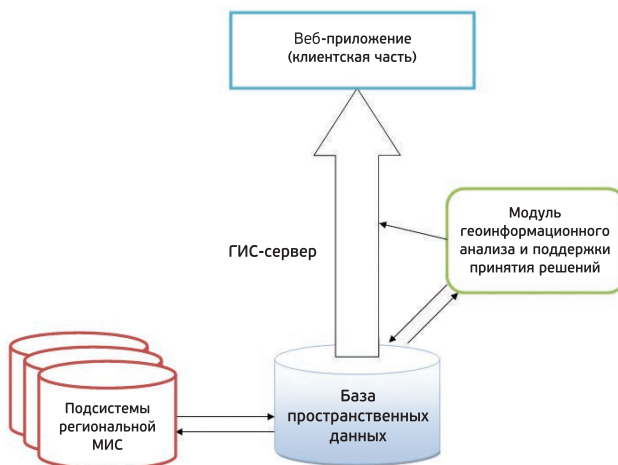 Веб-приложение
(клиентская часть)
Модуль
геоинформационного
анализа и поддержки
принятия решений
ГИС-сервер
База
пространственных
данных
Подсистемы
региональной
МИС